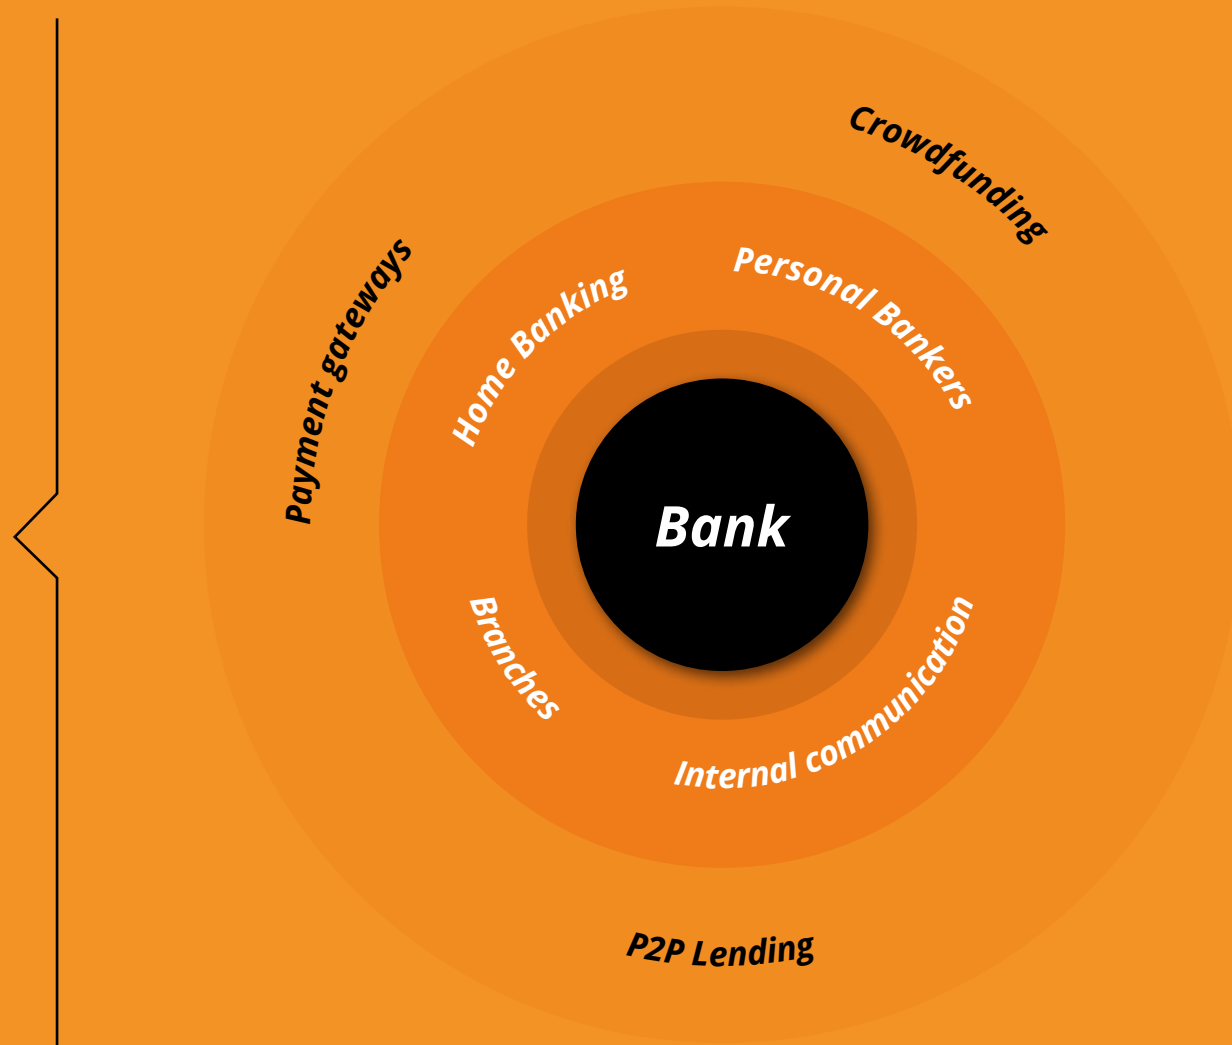 Crowdfunding
Payment gateways
Home Banking
Personal Bankers
Bank
Branches
Internal communication
P2P Lending